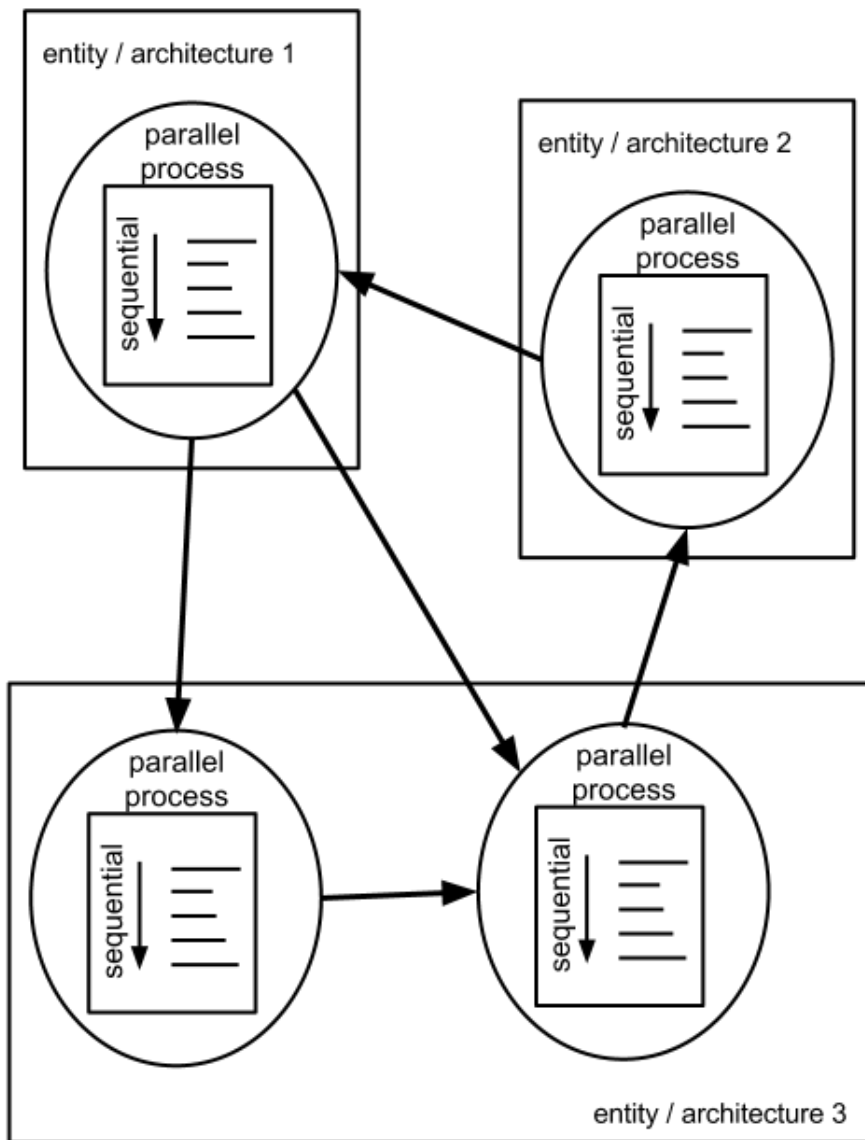 entity / architecture 1
parallel
process
sequential
entity / architecture 2
parallel
process
sequential
parallel
process
sequential
parallel
process
sequential
entity / architecture 3